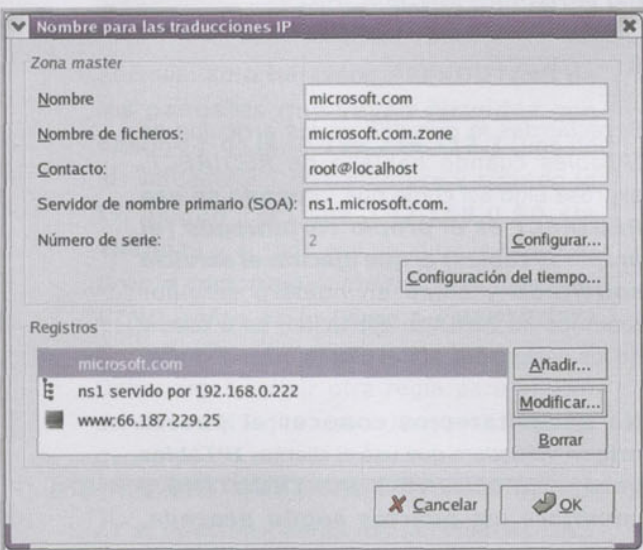 Nombre para las traducciones IP
Zona master
Nombre
microsoft.com
Nombre de ficheros:
microsoft.com.zone
Contacto:
root@localhost
Servidor de nombre primario (SOA):
ns1.microsoft.com.
Número de serie:
2
Configurar...
Configuración del tiempo...
Registros
microsoft.com
ns1 servido por 192.168.0.222
www:66.187.229.25
Añadir...
Modificar...
Borrar
Cancelar
OK